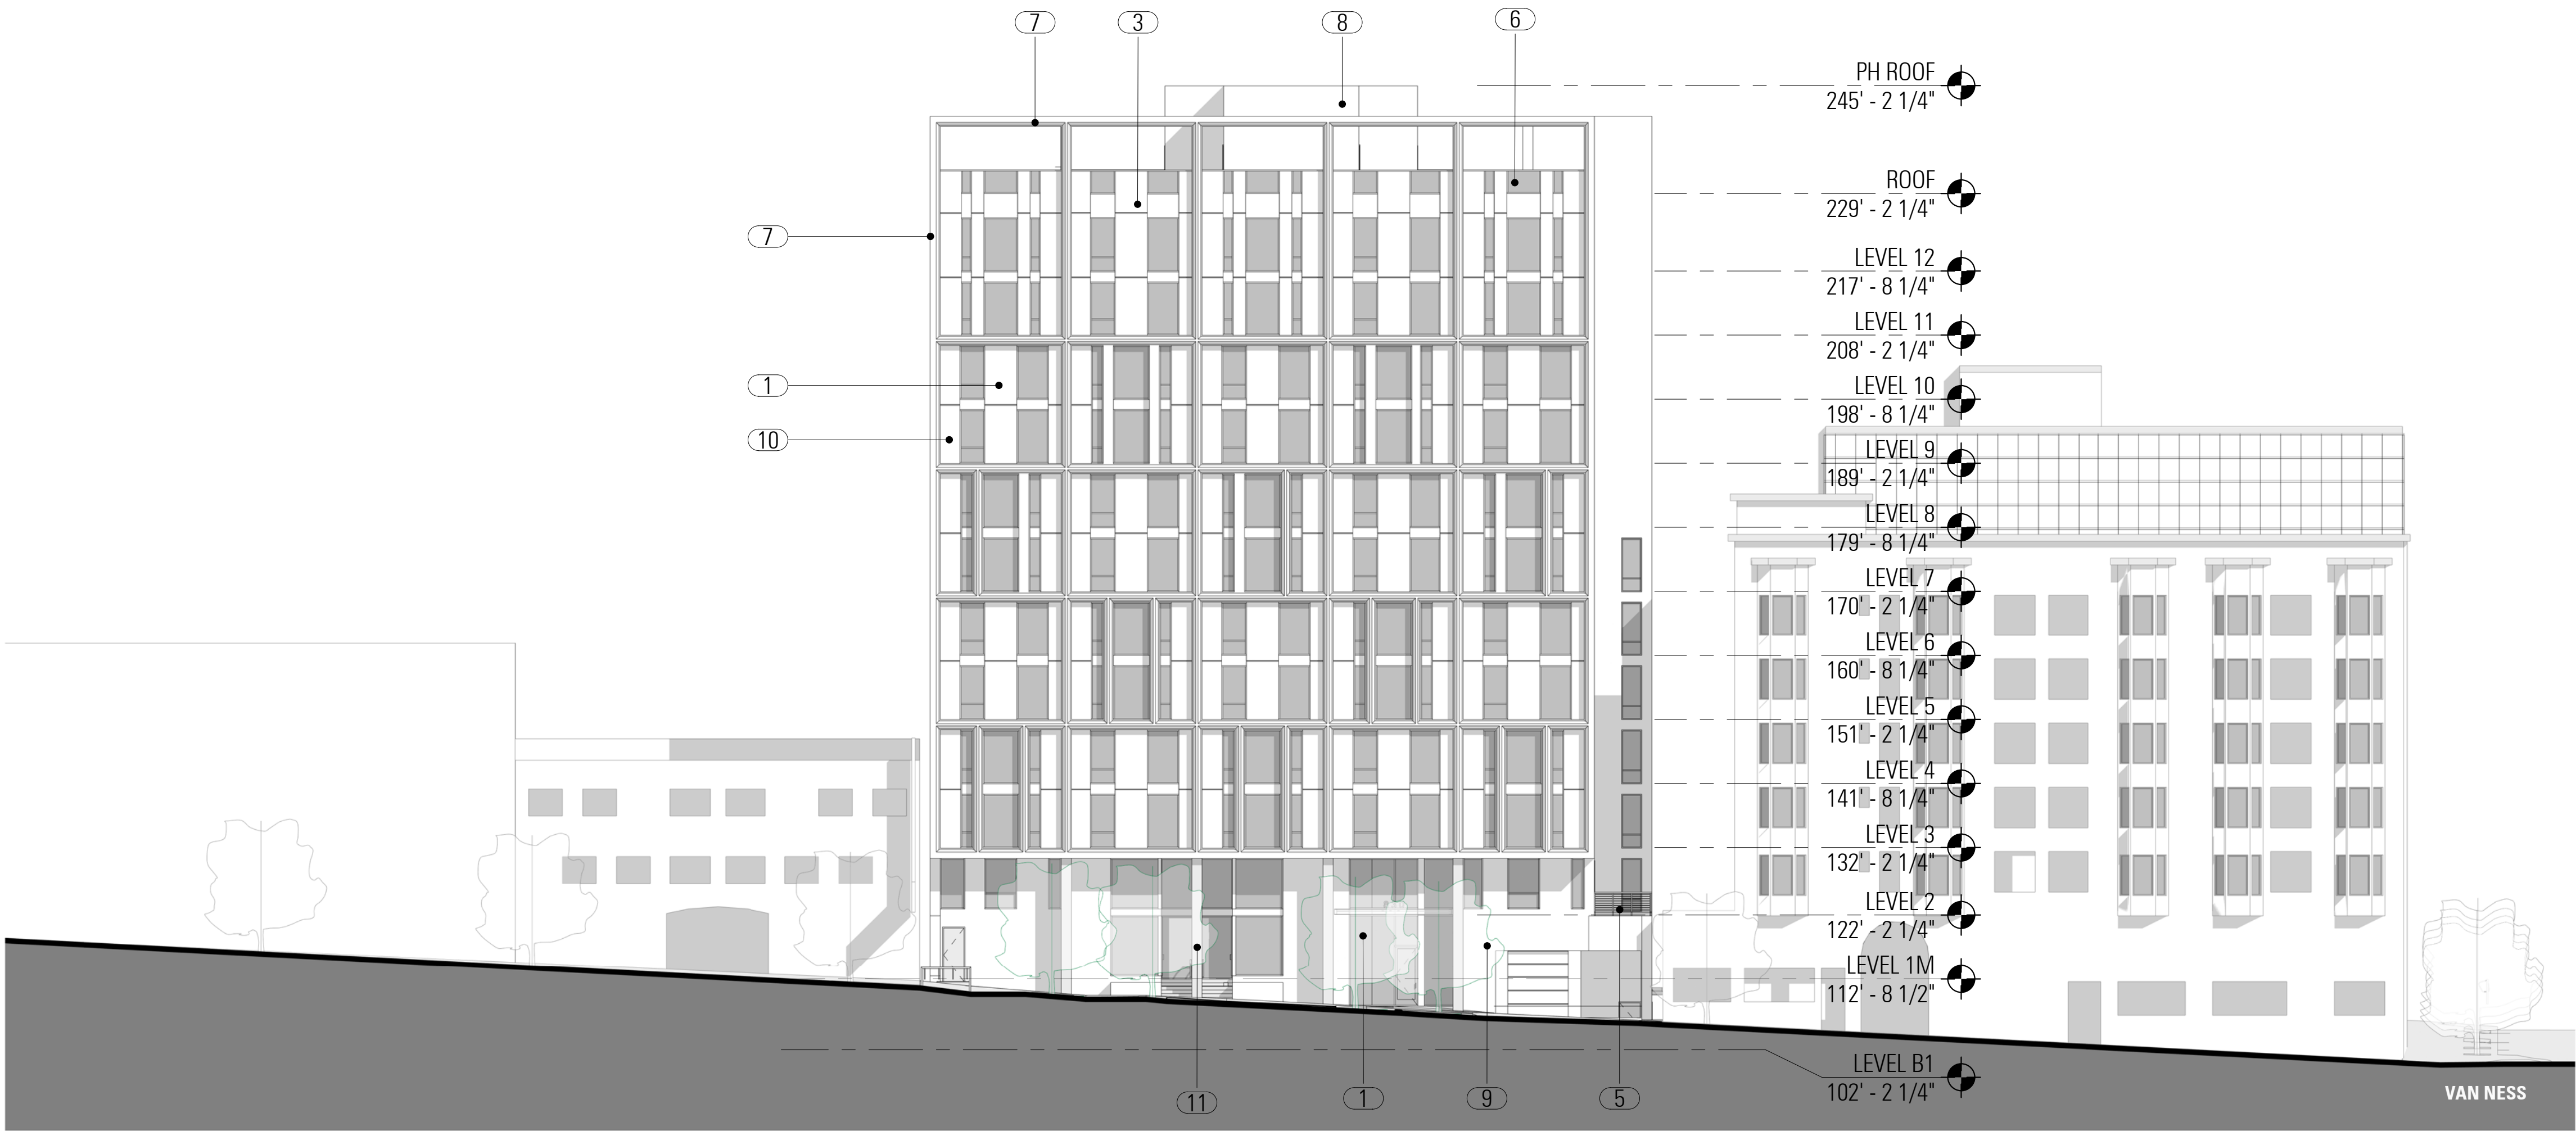 7
3
8
6
PH ROOF
245' - 2 1/4"
ROOF
229' - 2 1/4"
7
LEVEL 12
217' - 8 1/4"
LEVEL 11
208' - 2 1/4"
1
LEVEL 10
198' - 8 1/4"
10
LEVEL 9
189' - 2 1/4"
LEVEL 8
179' - 8 1/4"
LEVEL 7
170' - 2 1/4"
LEVEL 6
160' - 8 1/4"
LEVEL 5
151' - 2 1/4"
LEVEL 4
141' - 8 1/4"
LEVEL 3
132' - 2 1/4"
LEVEL 2
122' - 2 1/4"
LEVEL 1M
112' - 8 1/2"
LEVEL B1
102' - 2 1/4"
11
1
9
5
VAN NESS